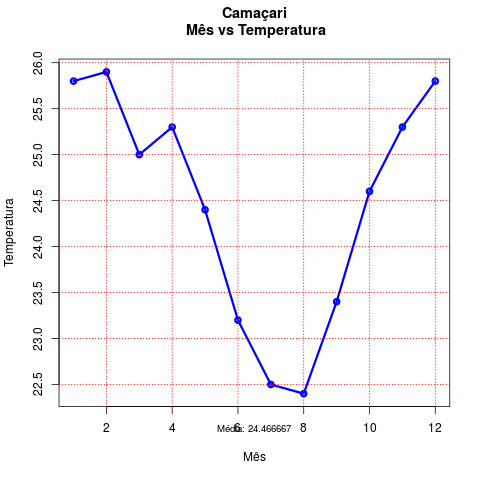 Camaçari
Mês vs Temperatura
Temperatura
26.0
25.5
25.0
24.5
24.0
23.5
23.0
22.5
2 4 6 8 10 12
Média: 24.466667
Mês